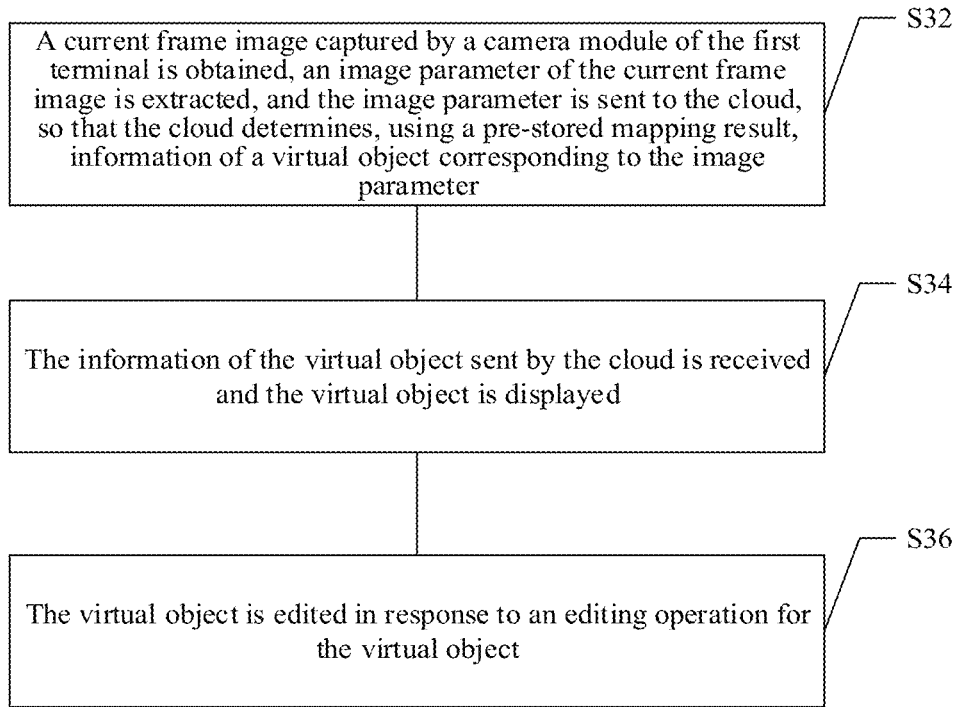 S32
A current frame image captured by a camera module of the first
terminal is obtained, an image parameter of the current frame
image is extracted, and the image parameter is sent to the cloud,
so that the cloud determines, using a pre-stored mapping result,
information of a virtual object corresponding to the image
parameter
S34
The information of the virtual object sent by the cloud is received
and the virtual object is displayed
S36
The virtual object is edited in response to an editing operation for
the virtual object